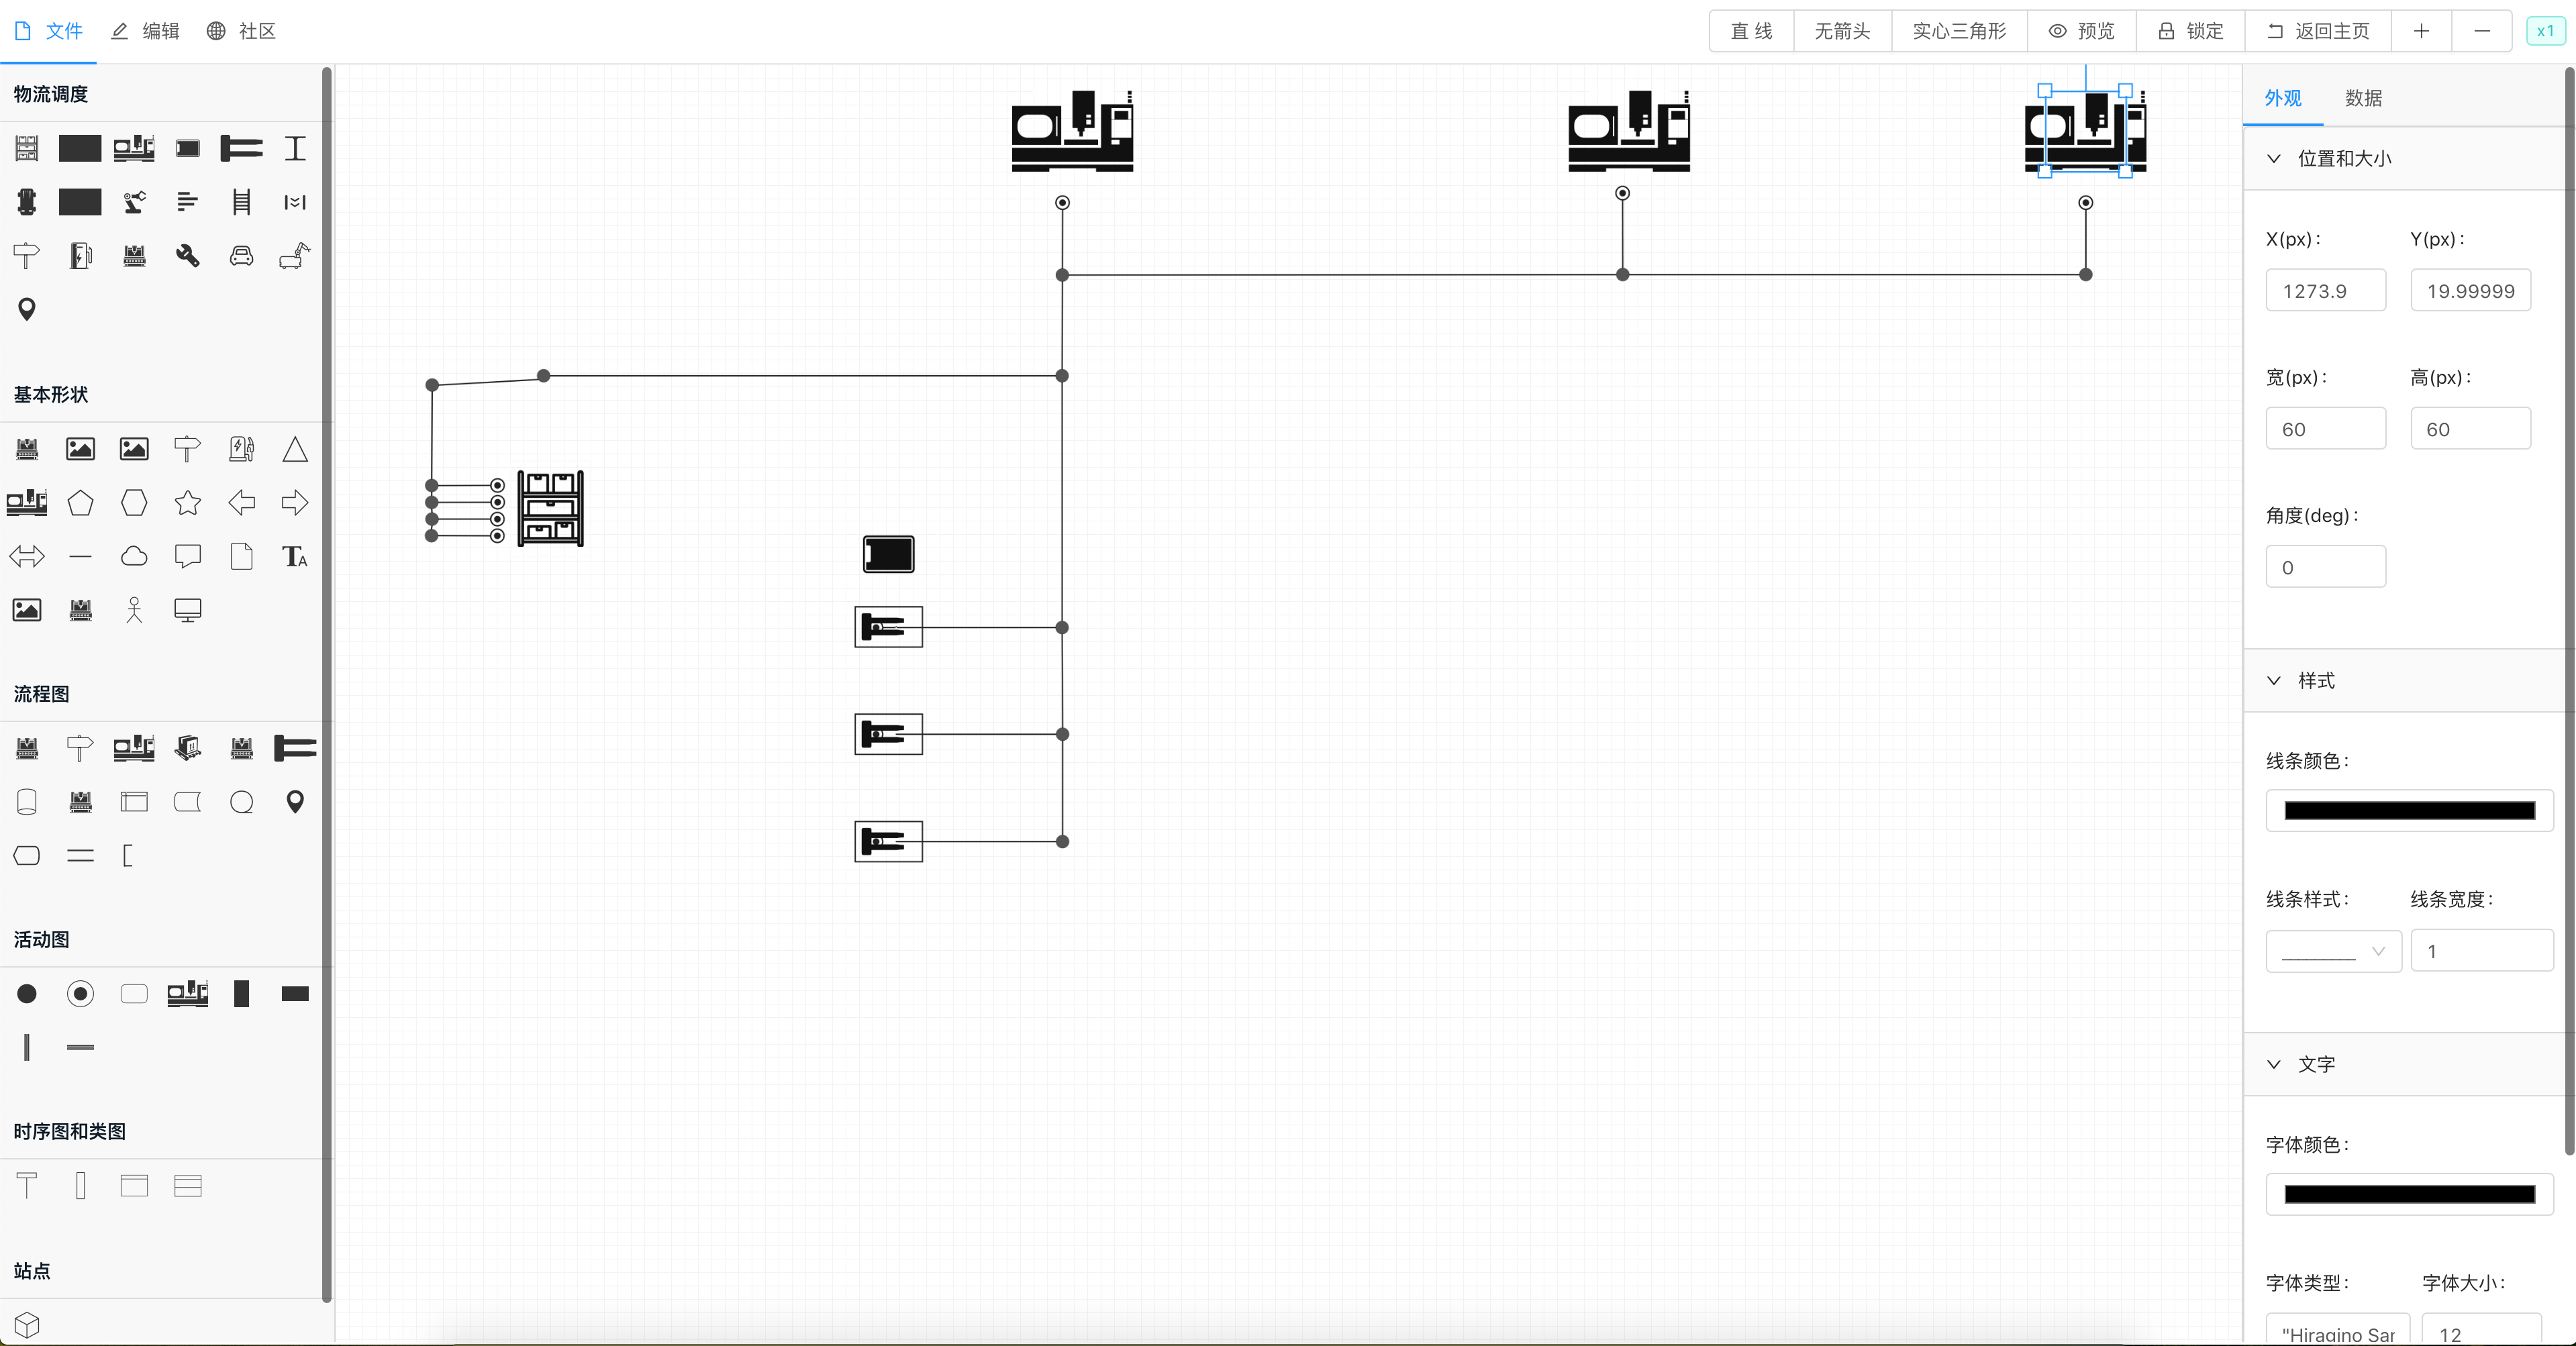 文件 编辑 社区 直 线 无箭头 实心三角形 预览 锁定 返回主页 x1
物流调度
基本形状
流程图
活动图
时序图和类图
站点
外观 数据
位置和大小
X(px)： Y(px)：
1273.9 19.99999
宽(px)： 高(px)：
60 60
角度(deg)：
0
样式
线条颜色：
线条样式： 线条宽度：
1
文字
字体颜色：
字体类型： 字体大小：
"Hiragino Sar 12